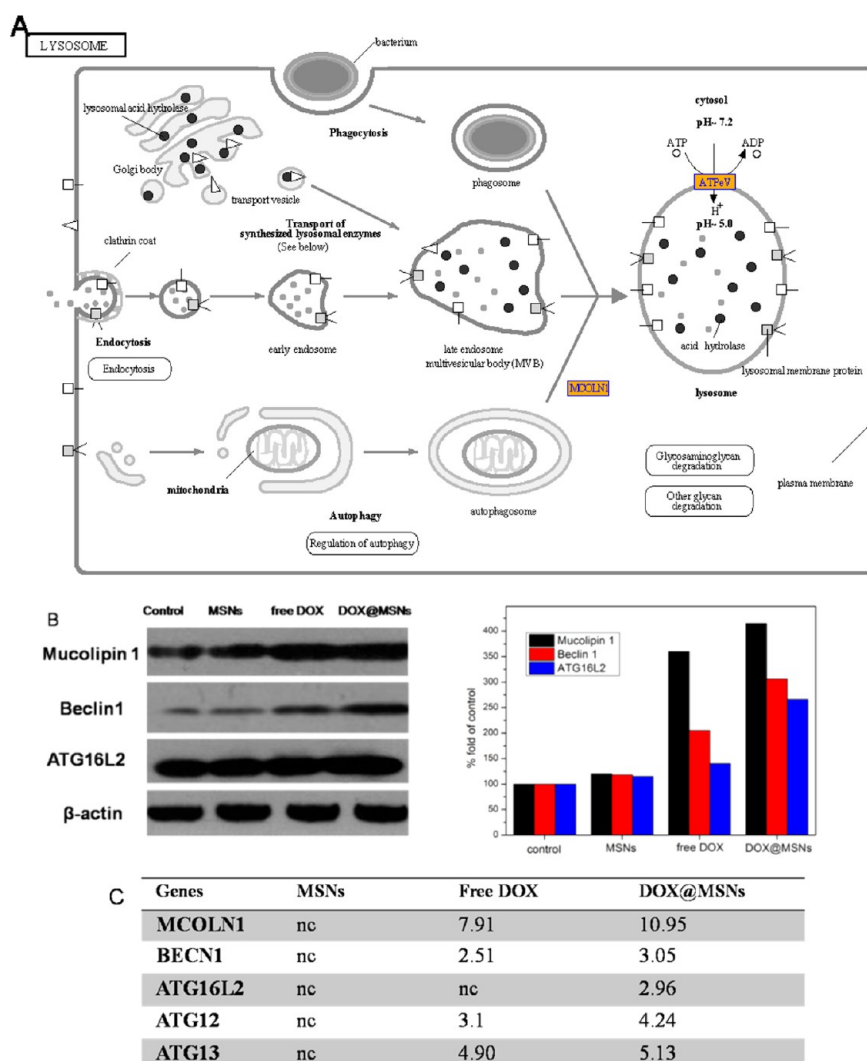 A
LYSOSOME
bacterium
lysosomal acid hydrolase
Golgi body
Phagocytosis
phagosome
transport vesicle
Transport of
synthesized lysosomal enzymes
(See below)
cytosol
pH~ 7.2
ATP
ADP
ATPeV
H+
pH~ 5.0
clathrin coat
Endocytosis
Endocytosis
early endosome
late endosome
multivesicular body (MVB)
acid hydrolase
lysosomal membrane protein
lysosome
MCOLN1
mitochondria
Autophagy
Regulation of autophagy
autophagosome
Glycosaminoglycan
degradation
Other glycan
degradation
plasma membrane
B
Control MSNs free DOX DOX@MSNs
Mucolipin 1
Beclin1
ATG16L2
β-actin
% fold of control
400
350
300
250
200
150
100
50
0
Mucolipin 1
Beclin 1
ATG16L2
control MSNs free DOX DOX@MSNs
C
Genes MSNs Free DOX DOX@MSNs
MCOLN1 nc 7.91 10.95
BECN1 nc 2.51 3.05
ATG16L2 nc nc 2.96
ATG12 nc 3.1 4.24
ATG13 nc 4.90 5.13